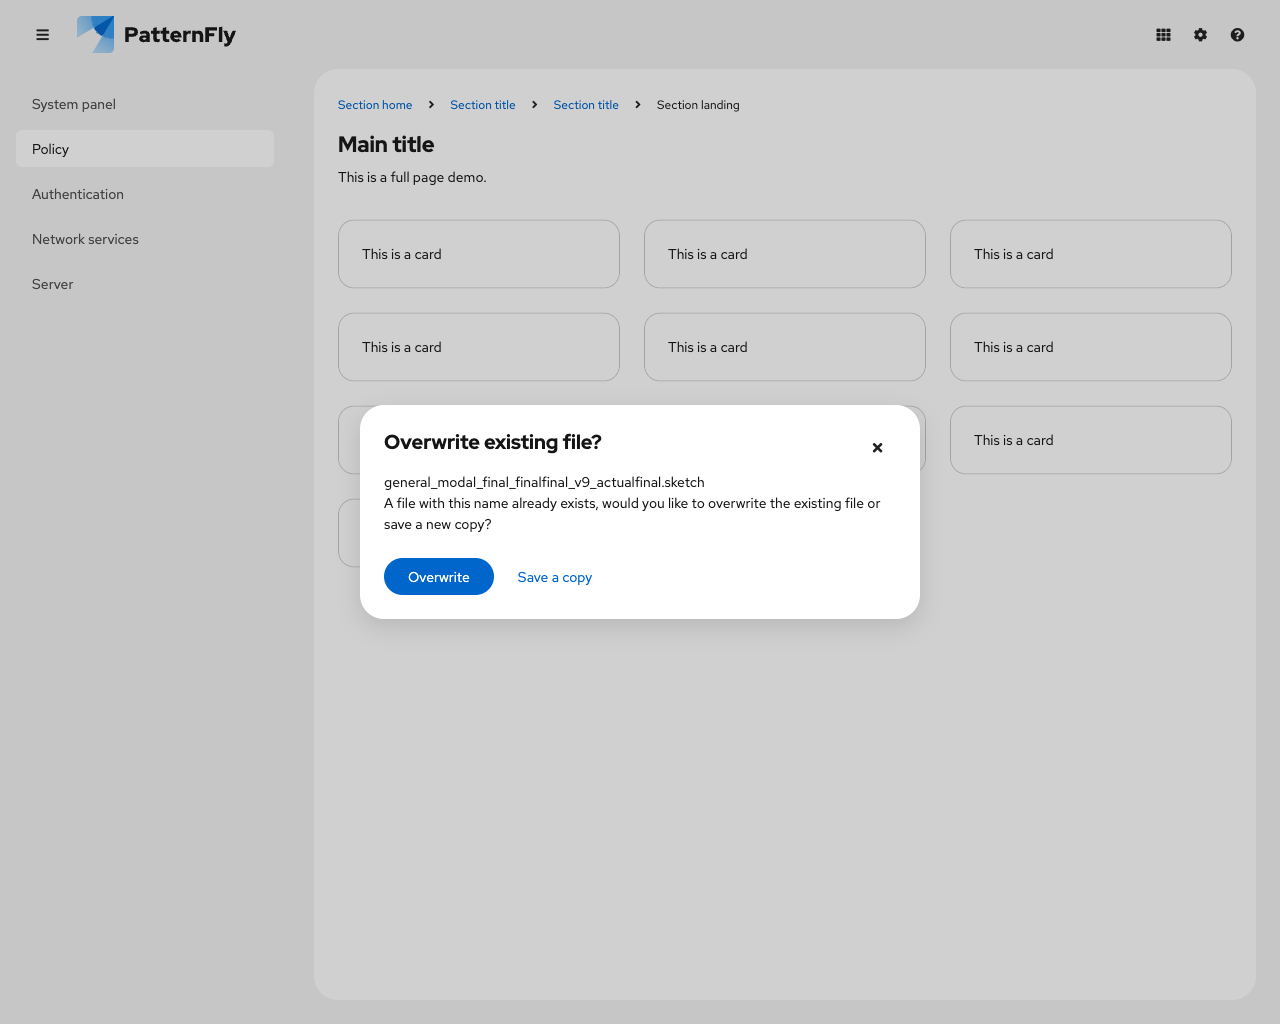 PatternFly
System panel
Policy
Authentication
Network services
Server
Section home
Section title
Section title
Section landing
Main title
This is a full page demo.
This is a card
This is a card
This is a card
This is a card
This is a card
This is a card
This is a card
Overwrite existing file?
general_modal_final_finalfinal_v9_actualfinal.sketch
A file with this name already exists, would you like to overwrite the existing file or
save a new copy?
Overwrite
Save a copy